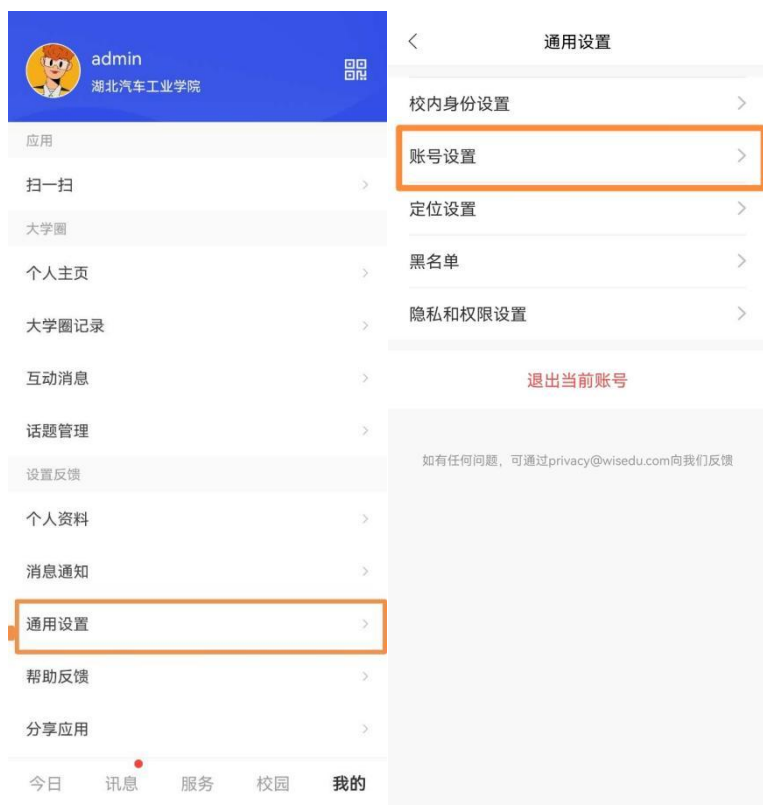 admin
湖北汽车工业学院
应用
扫一扫
大学圈
个人主页
大学圈记录
互动消息
话题管理
设置反馈
个人资料
消息通知
通用设置
帮助反馈
分享应用
今日 讯息 服务 校园 我的
通用设置
校内身份设置
账号设置
定位设置
黑名单
隐私和权限设置
退出当前账号
如有任何问题，可通过privacy@wisedu.com向我们反馈